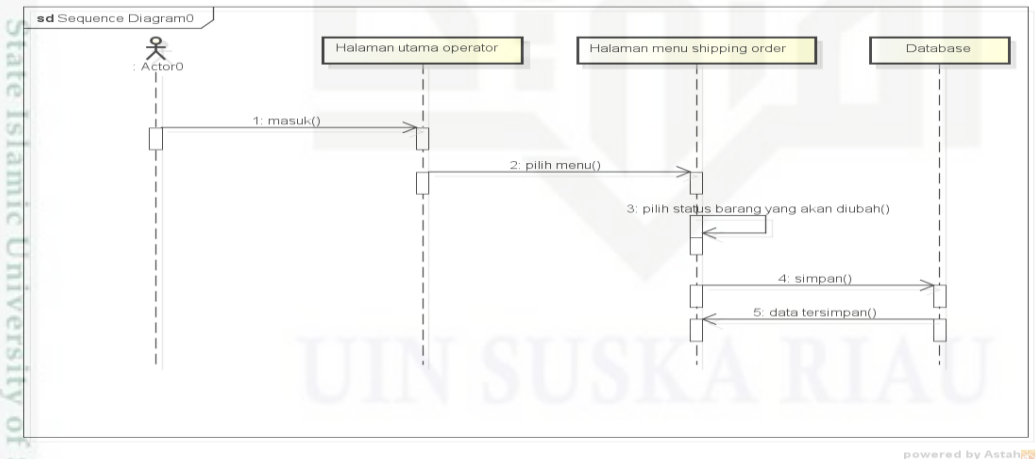 sd Sequence Diagram0
: Actor0
Halaman utama operator
Halaman menu shipping order
Database
1: masuk()
2: pilih menu()
3: pilih status barang yang akan diubah()
4: simpan()
5: data tersimpan()
UIN SUSKA RIAU
State Islamic University of
powered by Astah